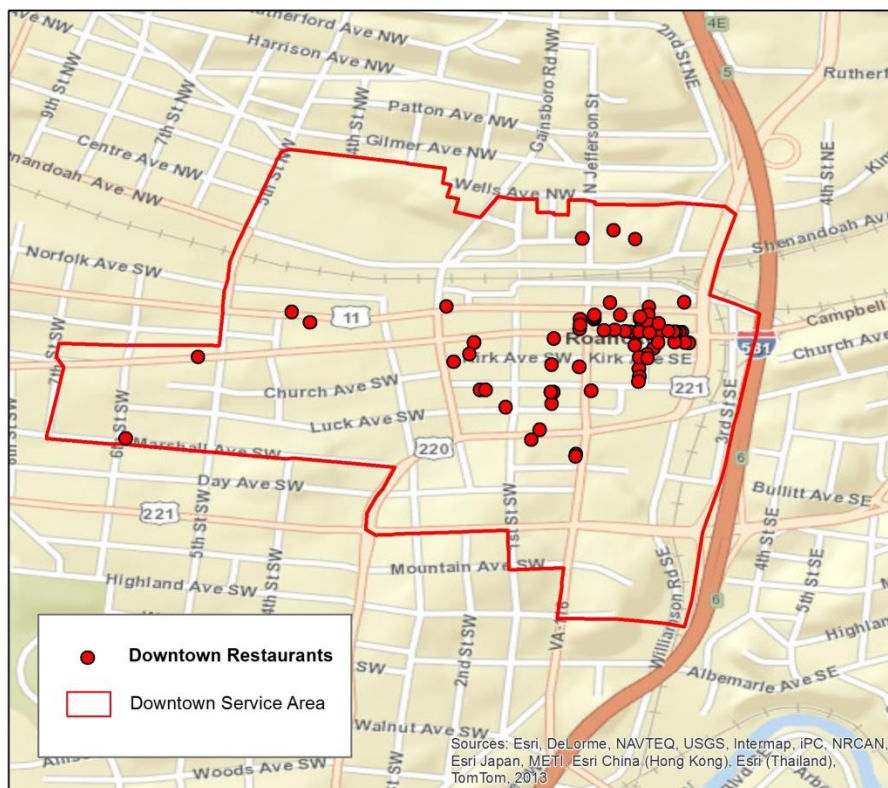 Rutherford Ave NW
Harrison Ave NW
4E
5
Rutherf
2nd St NE
9th St NW
7th St NW
4th St NW
Patton Ave NW
Gainsboro Rd NW
N Jefferson St
Gilmer Ave NW
Centre Ave NW
4th St NE
5th St NW
Wells Ave NW
Shenandoah
Norfolk Ave SW
11
Campbel
581
Church Ave
Kirk Ave SW
Kirk Ave SE
221
7th St SW
Church Ave SW
Luck Ave SW
3rd St SE
6th St SW
Marshall Ave SW
220
6
Day Ave SW
Bullitt Ave SE
221
1st St SW
4th St SE
5th St SW
Mountain Ave SW
5th St SE
Highland Ave SW
4th St SW
6
VA-116
Williamson Rd SE
Highland
Downtown Restaurants
2nd St SW
Albemarle Ave SE
Downtown Service Area
Walnut Ave SW
Woods Ave SW
Sources: Esri, DeLorme, NAVTEQ, USGS, Intermap, iPC, NRCAN,
Esri Japan, METI, Esri China (Hong Kong), Esri (Thailand),
TomTom, 2013